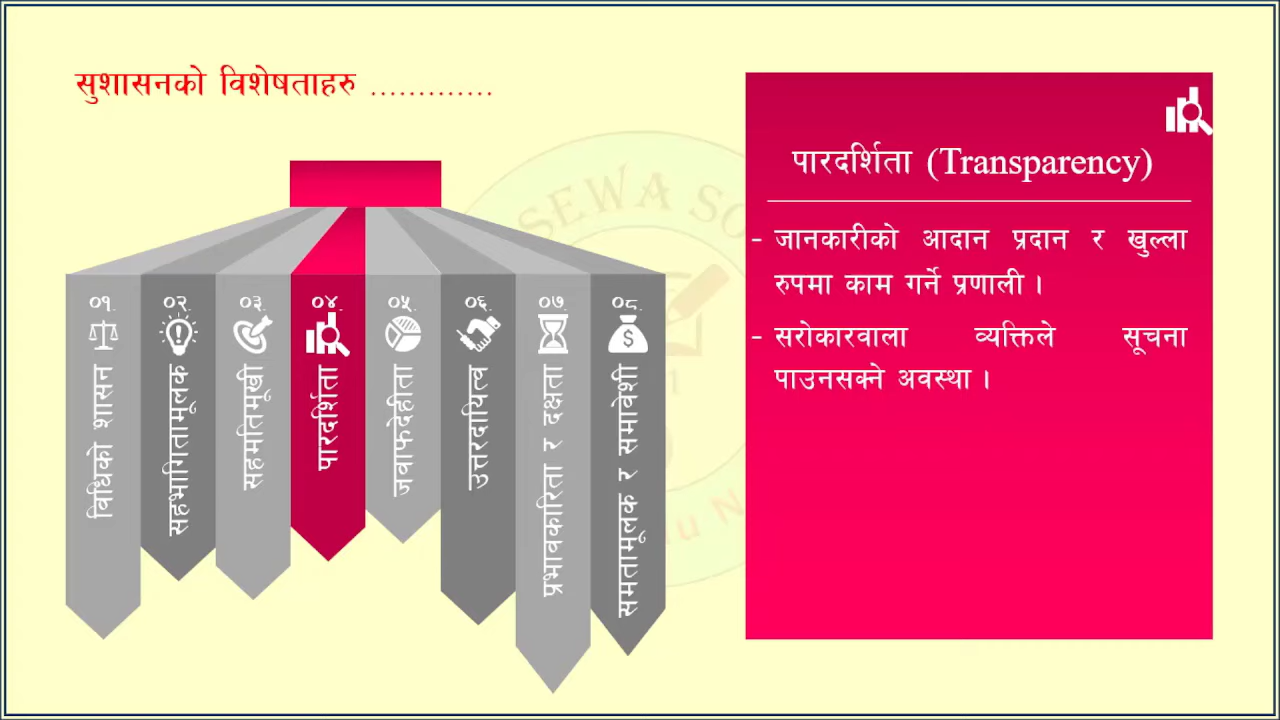 सुशासनको विशेषताहरु .............
०१.
विधिको शासन
०२.
सहभागितामूलक
०३.
सहमतिमूखी
०४.
पारदर्शिता
०५.
जवाफदेहीता
०६.
उत्तरदायित्व
०७.
प्रभावकारिता र दक्षता
०८.
समतामूलक र समावेशी
पारदर्शिता (Transparency)
- जानकारीको आदान प्रदान र खुल्ला
रुपमा काम गर्ने प्रणाली ।
- सरोकारवाला व्यक्तिले सूचना
पाउनसक्ने अवस्था ।
SEWA SO